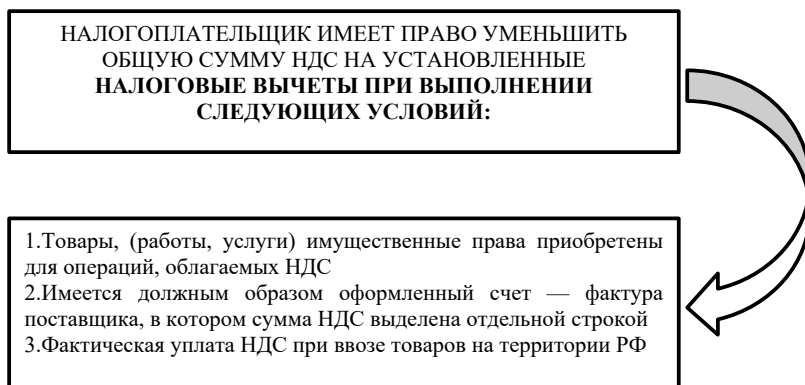 НАЛОГОПЛАТЕЛЬЩИК ИМЕЕТ ПРАВО УМЕНЬШИТЬ
ОБЩУЮ СУММУ НДС НА УСТАНОВЛЕННЫЕ
НАЛОГОВЫЕ ВЫЧЕТЫ ПРИ ВЫПОЛНЕНИИ
СЛЕДУЮЩИХ УСЛОВИЙ:
1.Товары, (работы, услуги) имущественные права приобретены
для операций, облагаемых НДС
2.Имеется должным образом оформленный счет — фактура
поставщика, в котором сумма НДС выделена отдельной строкой
3.Фактическая уплата НДС при ввозе товаров на территории РФ